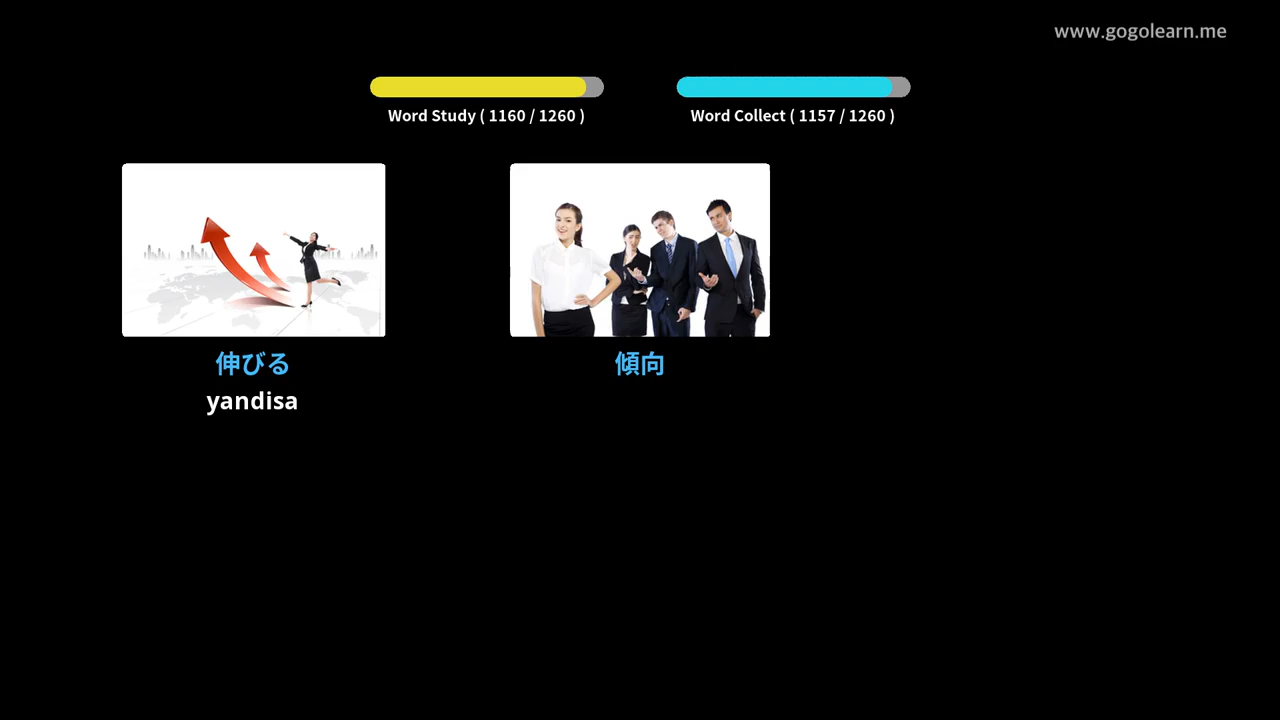 www.gogolearn.me
Word Study ( 1160 / 1260 )
Word Collect ( 1157 / 1260 )
伸びる
yandisa
傾向